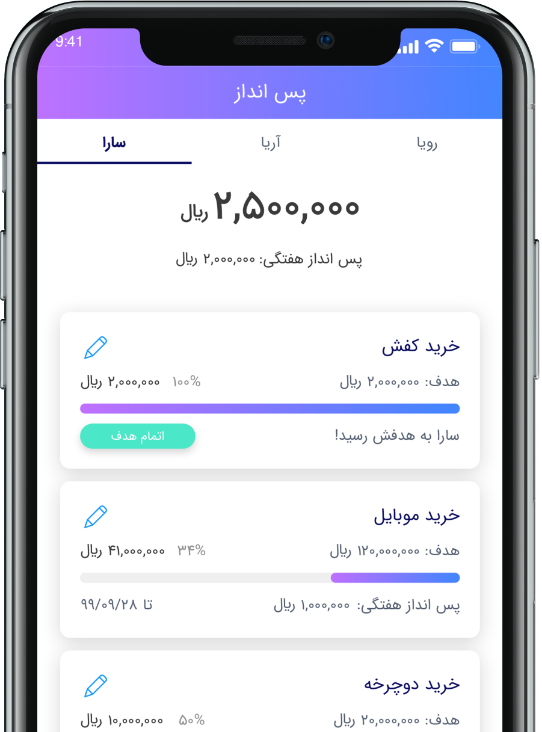 9:41
پس انداز
رویا
آریا
سارا
۲,۵۰۰,۰۰۰ ریال
پس انداز هفتگی: ۲,۰۰۰,۰۰۰ ریال
خرید کفش
هدف: ۲,۰۰۰,۰۰۰ ریال ۱۰۰% ۲,۰۰۰,۰۰۰ ریال
سارا به هدفش رسید!
اتمام هدف
خرید موبایل
هدف: ۱۲۰,۰۰۰,۰۰۰ ریال ۳۴% ۴۱,۰۰۰,۰۰۰ ریال
پس انداز هفتگی: ۱,۰۰۰,۰۰۰ ریال تا ۹۹/۰۹/۲۸
خرید دوچرخه
هدف: ۲۰,۰۰۰,۰۰۰ ریال ۵۰% ۱۰,۰۰۰,۰۰۰ ریال